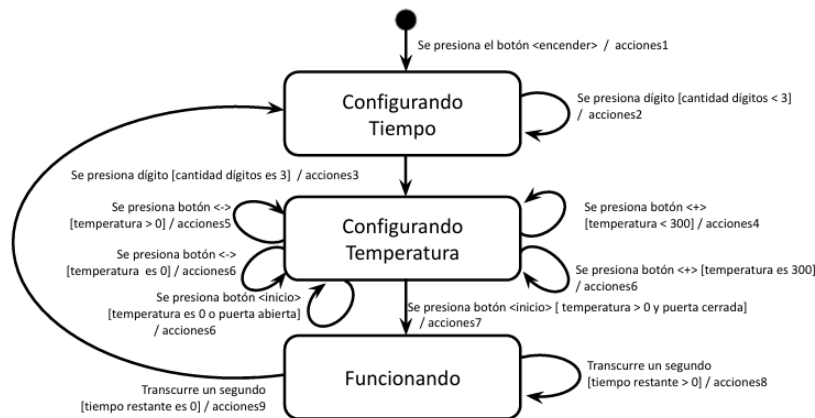 Se presiona el botón <encender> / acciones1
Configurando
Tiempo
Se presiona dígito [cantidad dígitos < 3]
/ acciones2
Se presiona dígito [cantidad dígitos es 3] / acciones3
Se presiona botón <->
[temperatura > 0] / acciones5
Configurando
Temperatura
Se presiona botón <+>
[temperatura < 300] / acciones4
Se presiona botón <->
[temperatura es 0] / acciones6
Se presiona botón <+> [temperatura es 300]
/ acciones6
Se presiona botón <inicio>
[temperatura es 0 o puerta abierta]
/ acciones6
Se presiona botón <inicio> [ temperatura > 0 y puerta cerrada]
/ acciones7
Funcionando
Transcurre un segundo
[tiempo restante > 0] / acciones8
Transcurre un segundo
[tiempo restante es 0] / acciones9